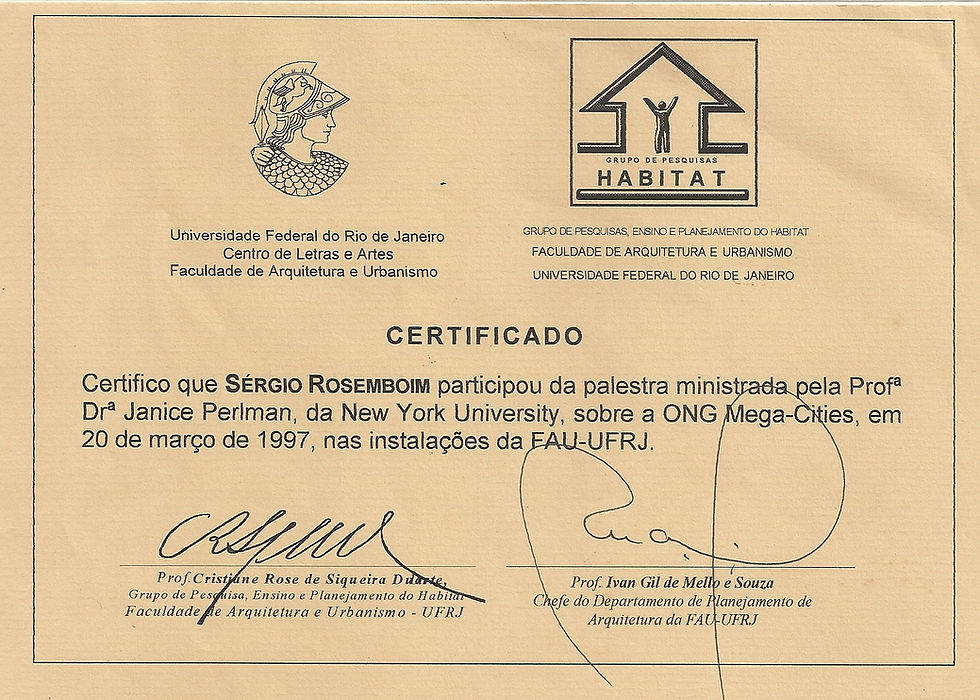 GRUPO DE PESQUISAS
HABITAT
Universidade Federal do Rio de Janeiro
Centro de Letras e Artes
Faculdade de Arquitetura e Urbanismo
GRUPO DE PESQUISAS, ENSINO E PLANEJAMENTO DO HABITAT
FACULDADE DE ARQUITETURA E URBANISMO
UNIVERSIDADE FEDERAL DO RIO DE JANEIRO
CERTIFICADO
Certifico que SÉRGIO ROSEMBOIM participou da palestra ministrada pela Profª
Drª Janice Perlman, da New York University, sobre a ONG Mega-Cities, em
20 de março de 1997, nas instalações da FAU-UFRJ.
Prof. Cristiane Rose de Siqueira Duarte,
Grupo de Pesquisa, Ensino e Planejamento do Habitat
Faculdade de Arquitetura e Urbanismo - UFRJ
Prof. Ivan Gil de Mello e Souza
Chefe do Departamento de Planejamento de
Arquitetura da FAU-UFRJ